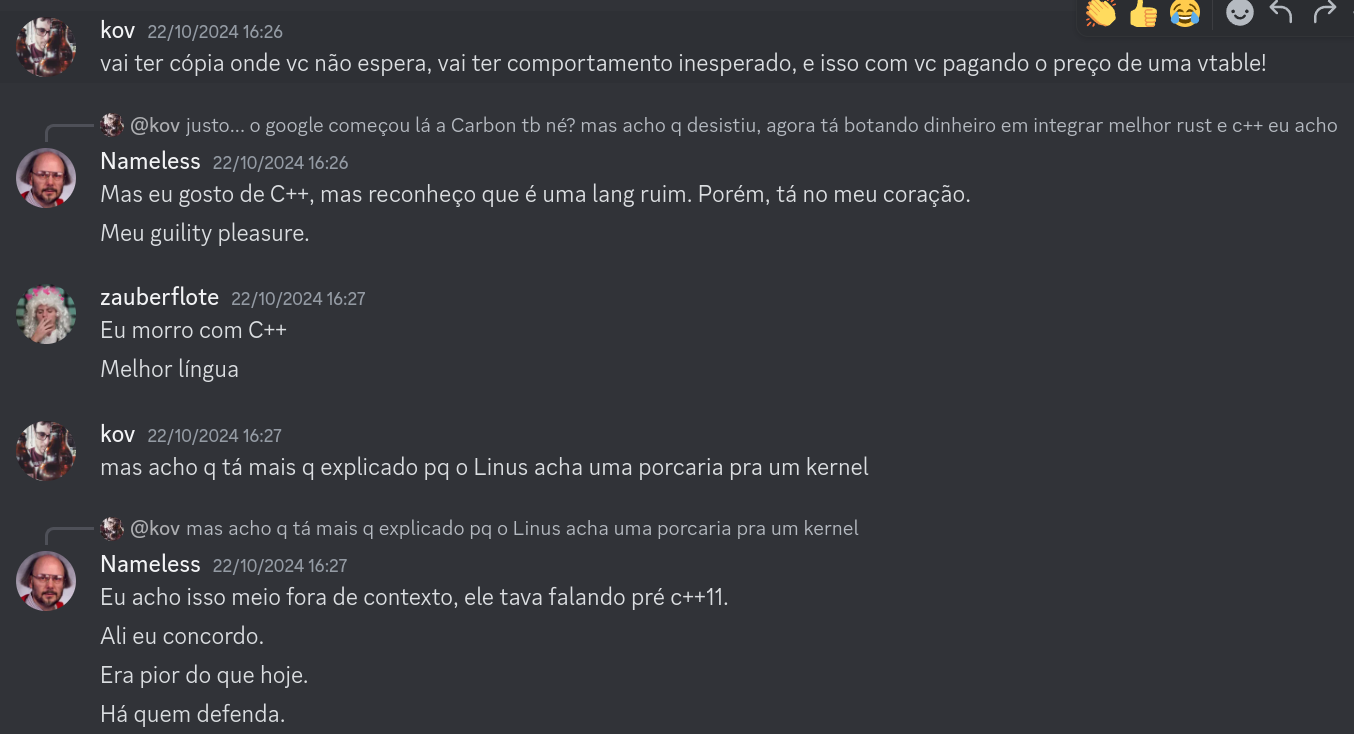 kov 22/10/2024 16:26
vai ter cópia onde vc não espera, vai ter comportamento inesperado, e isso com vc pagando o preço de uma vtable!
@kov justo... o google começou lá a Carbon tb né? mas acho q desistiu, agora tá botando dinheiro em integrar melhor rust e c++ eu acho
Nameless 22/10/2024 16:26
Mas eu gosto de C++, mas reconheço que é uma lang ruim. Porém, tá no meu coração.
Meu guility pleasure.
zauberflote 22/10/2024 16:27
Eu morro com C++
Melhor língua
kov 22/10/2024 16:27
mas acho q tá mais q explicado pq o Linus acha uma porcaria pra um kernel
@kov mas acho q tá mais q explicado pq o Linus acha uma porcaria pra um kernel
Nameless 22/10/2024 16:27
Eu acho isso meio fora de contexto, ele tava falando pré c++11.
Ali eu concordo.
Era pior do que hoje.
Há quem defenda.